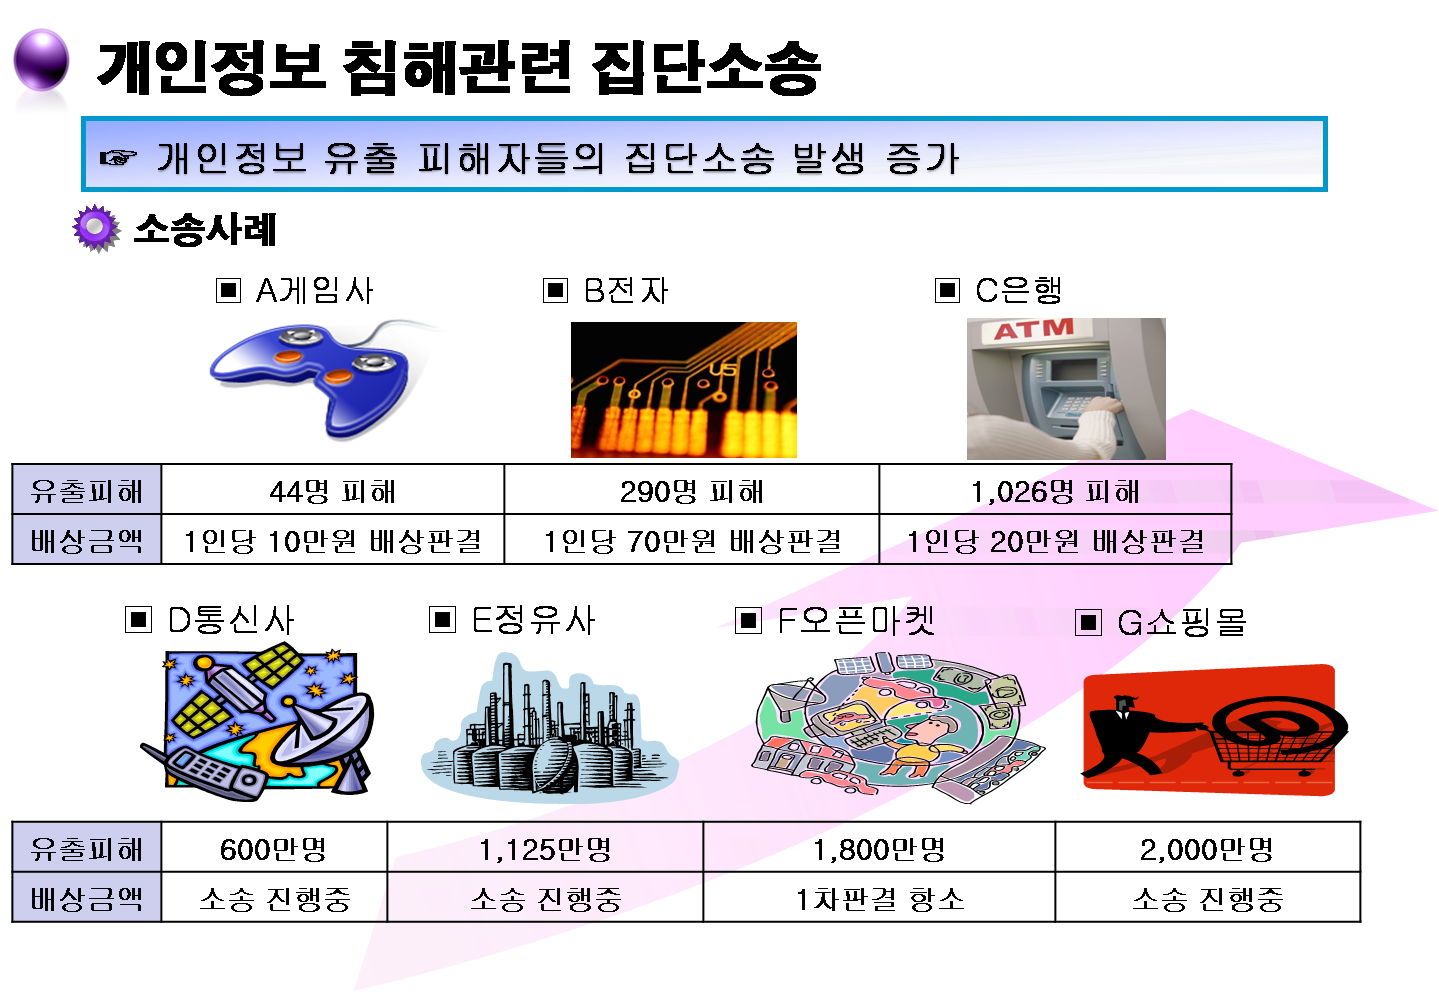 개인정보 침해관련 집단소송
☞ 개인정보 유출 피해자들의 집단소송 발생 증가
소송사례
▣ A게임사 ▣ B전자 ▣ C은행
ATM
US
유출피해 44명 피해 290명 피해 1,026명 피해
배상금액 1인당 10만원 배상판결 1인당 70만원 배상판결 1인당 20만원 배상판결
▣ D통신사 ▣ E정유사 ▣ F오픈마켓 ▣ G쇼핑몰
유출피해 600만명 1,125만명 1,800만명 2,000만명
배상금액 소송 진행중 소송 진행중 1차판결 항소 소송 진행중